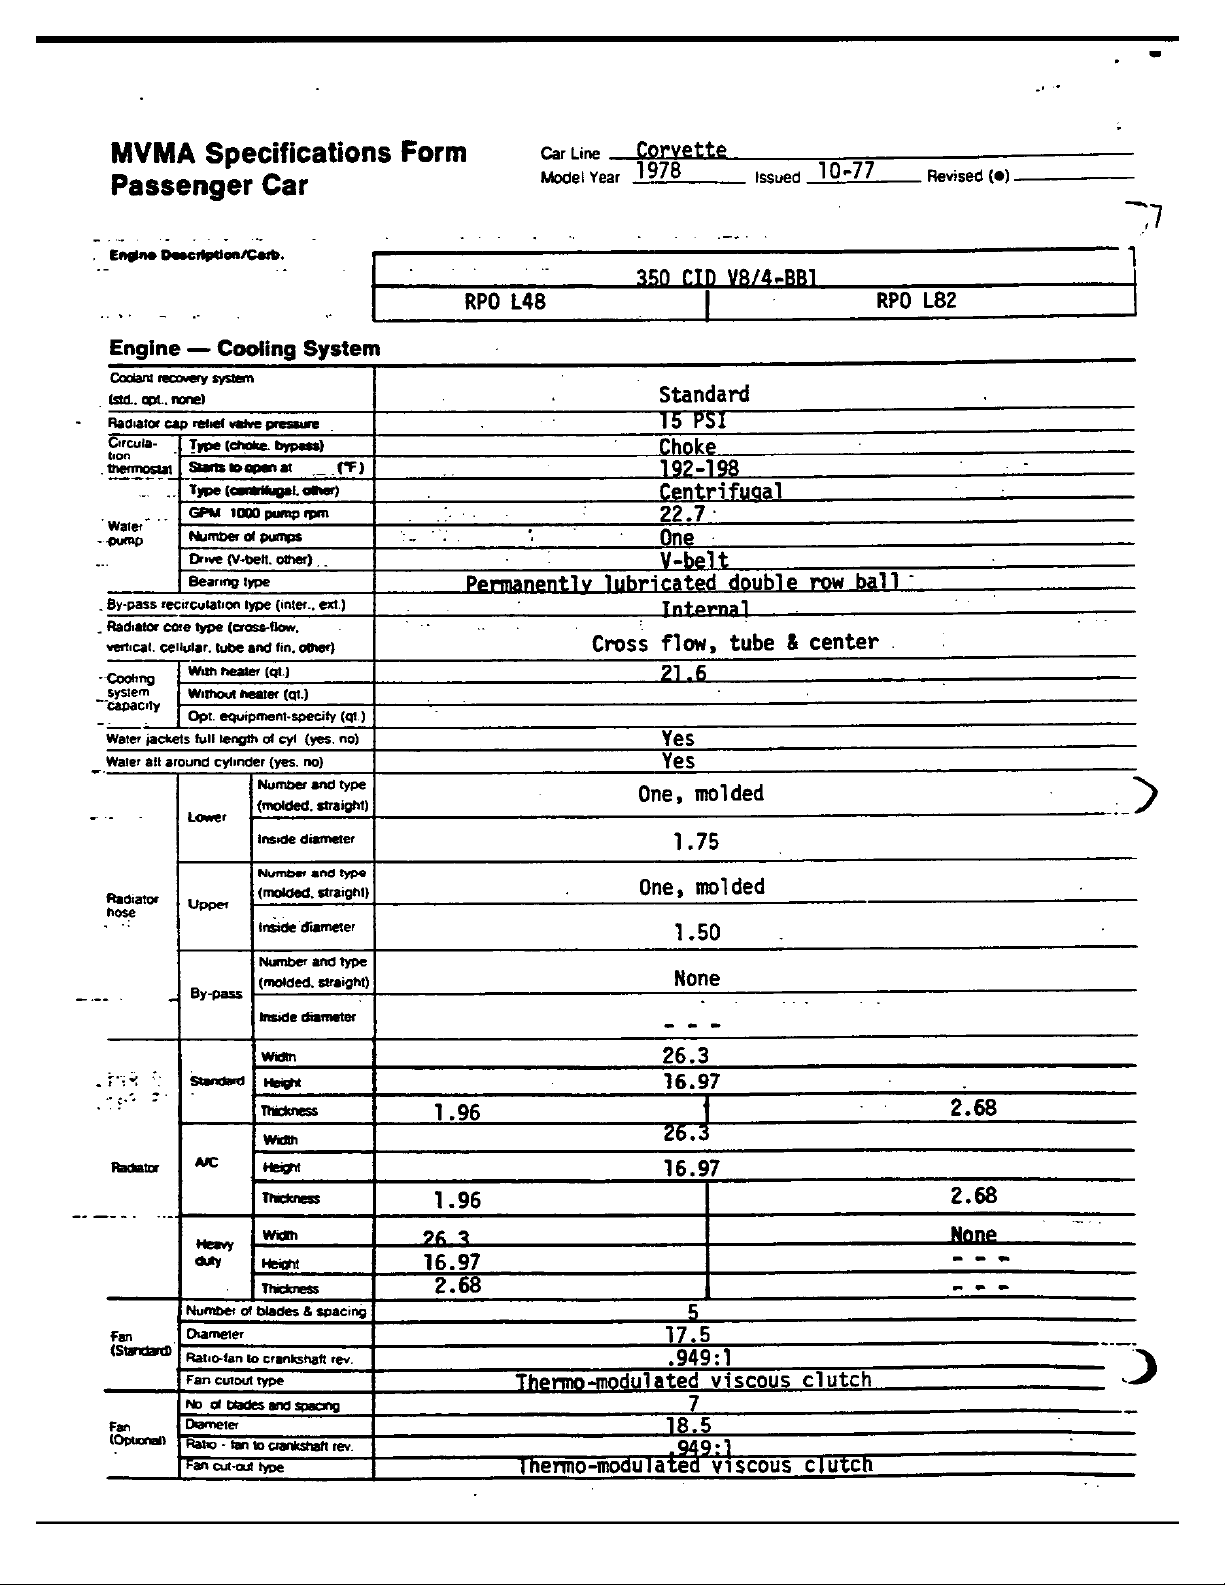 MVMA Specifications Form
Passenger Car
Car Line Corvette
Model Year 1978 Issued 10-77 Revised (●)
Engine Description/Carb.
350 CID V8/4-BB1
RPO L48 RPO L82
Engine — Cooling System
Coolant recovery system
(std., opt., none) Standard
Radiator cap relief valve pressure 15 PSI
Circula-
tion
thermostat
Type (choke, bypass) Choke
Starts to open at (°F) 192-198
Water
pump
Type (centrifugal, other) Centrifugal
GPM 1000 pump rpm 22.7
Number of pumps One
Drive (V-belt, other) V-belt
Bearing type Permanently lubricated double row ball
By-pass recirculation type (inter., ext.) Internal
Radiator core type (cross-flow,
vertical, cellular, tube and fin, other) Cross flow, tube & center
Cooling
system
capacity
With heater (qt.) 21.6
Without heater (qt.)
Opt. equipment-specify (qt.)
Water jackets full length of cyl (yes, no) Yes
Water all around cylinder (yes, no) Yes
Radiator
hose
Lower
Number and type
(molded, straight) One, molded
Inside diameter 1.75
Upper
Number and type
(molded, straight) One, molded
Inside diameter 1.50
By-pass
Number and type
(molded, straight) None
Inside diameter - - -
Radiator
Standard
Width 26.3
Height 16.97
Thickness 1.96 2.68
A/C
Width 26.3
Height 16.97
Thickness 1.96 2.68
Heavy
duty
Width 26.3 None
Height 16.97 - - -
Thickness 2.68 - - -
Fan
(Standard)
Number of blades & spacing 5
Diameter 17.5
Ratio-fan to crankshaft rev. .949:1
Fan cutout type Thermo-modulated viscous clutch
Fan
(Optional)
No of blades and spacing 7
Diameter 18.5
Ratio - fan to crankshaft rev. .949:1
Fan cut-out type Thermo-modulated viscous clutch